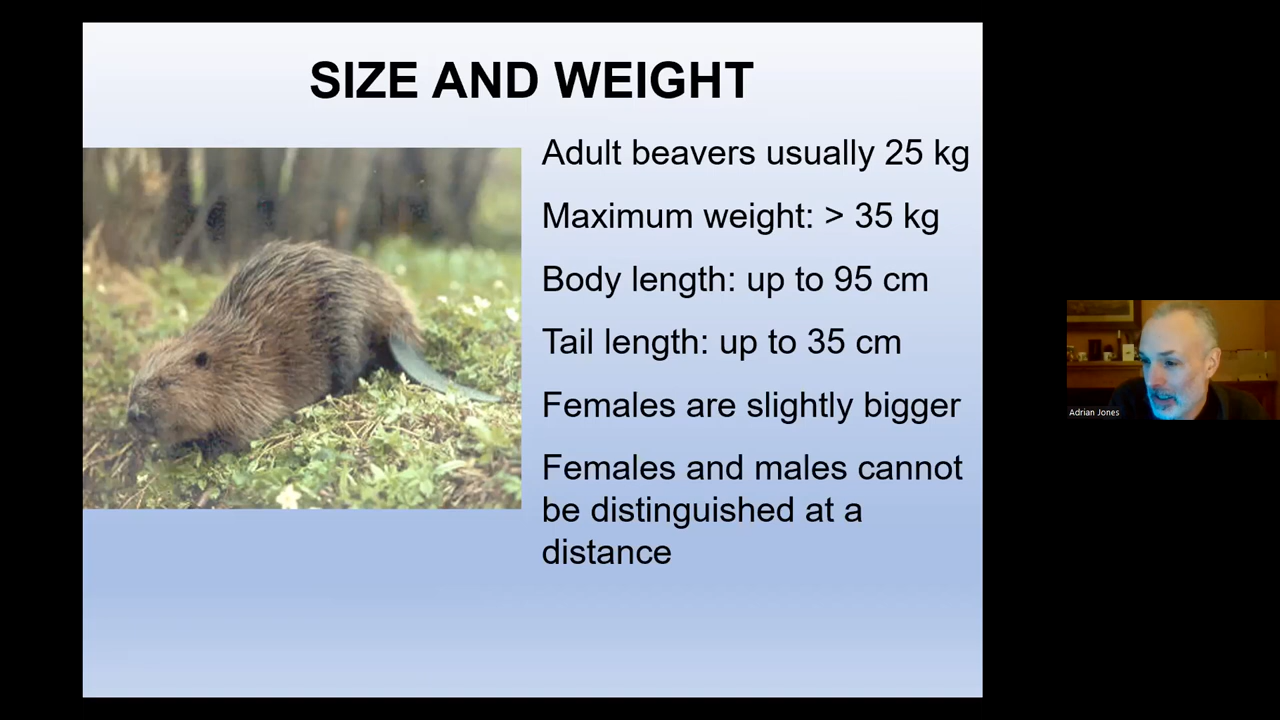 SIZE AND WEIGHT
Adult beavers usually 25 kg
Maximum weight: > 35 kg
Body length: up to 95 cm
Tail length: up to 35 cm
Females are slightly bigger
Females and males cannot
be distinguished at a
distance
Adrian Jones